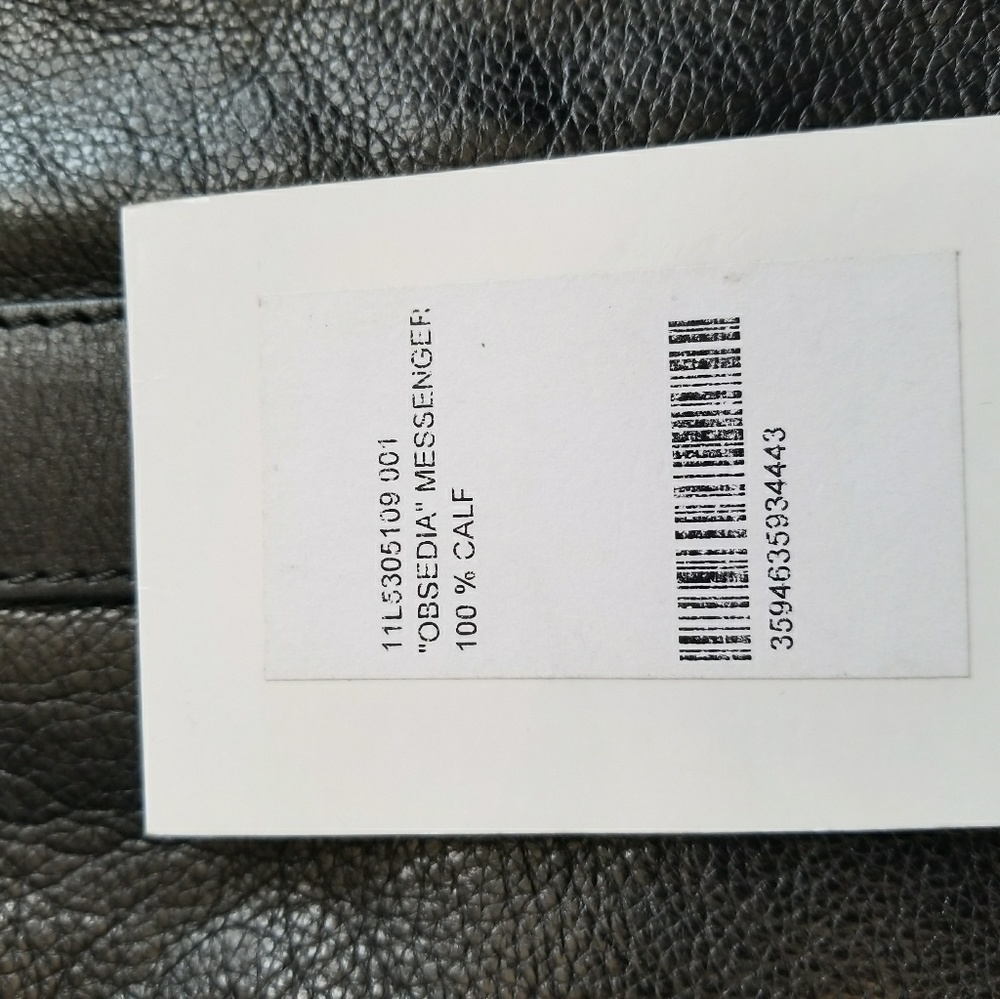 11L5305109 001
"OBSEDIA" MESSENGER
100 % CALF
3594635934443